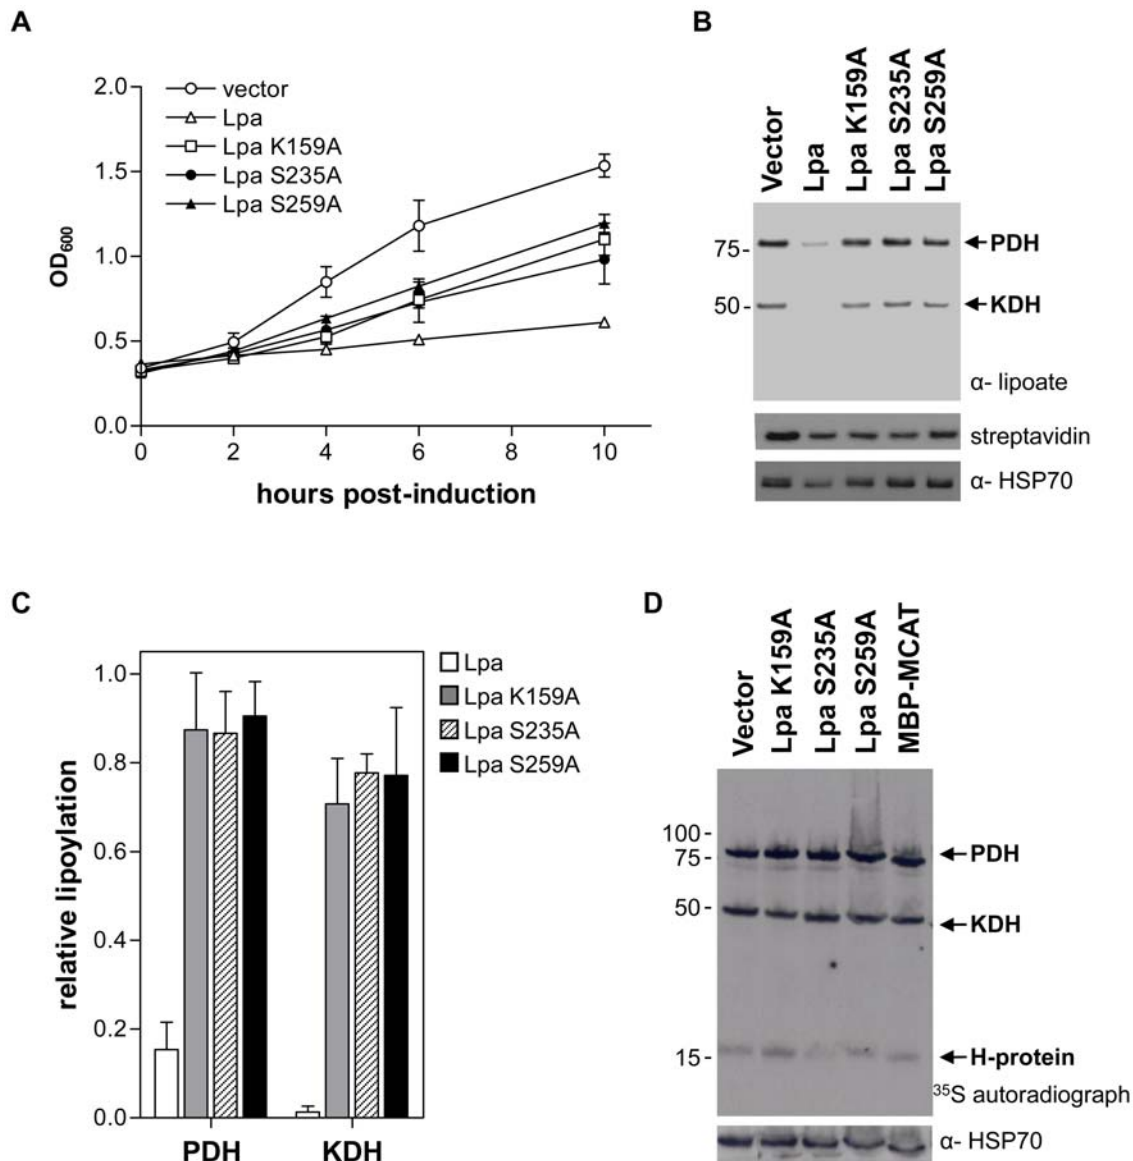 A
vector
Lpa
Lpa K159A
Lpa S235A
Lpa S259A
2.0
1.5
1.0
0.5
0.0
OD600
0 2 4 6 8 10
hours post-induction
B
Vector
Lpa
Lpa K159A
Lpa S235A
Lpa S259A
75-
50-
PDH
KDH
α- lipoate
streptavidin
α- HSP70
C
Lpa
Lpa K159A
Lpa S235A
Lpa S259A
1.0
0.8
0.6
0.4
0.2
0.0
relative lipoylation
PDH KDH
D
Vector
Lpa K159A
Lpa S235A
Lpa S259A
MBP-MCAT
100-
75-
50-
15-
PDH
KDH
H-protein
35S autoradiograph
α- HSP70